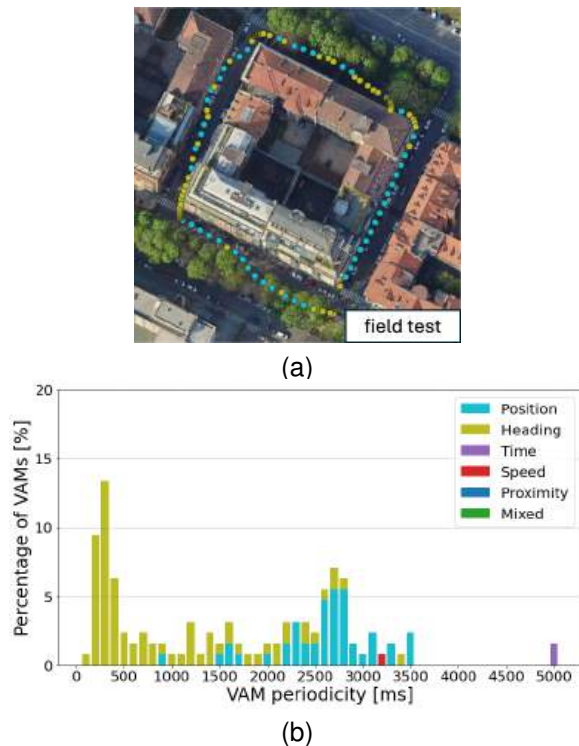 field test
(a)
Percentage of VAMs [%]
20
15
10
5
0
Position
Heading
Time
Speed
Proximity
Mixed
0 500 1000 1500 2000 2500 3000 3500 4000 4500 5000
VAM periodicity [ms]
(b)